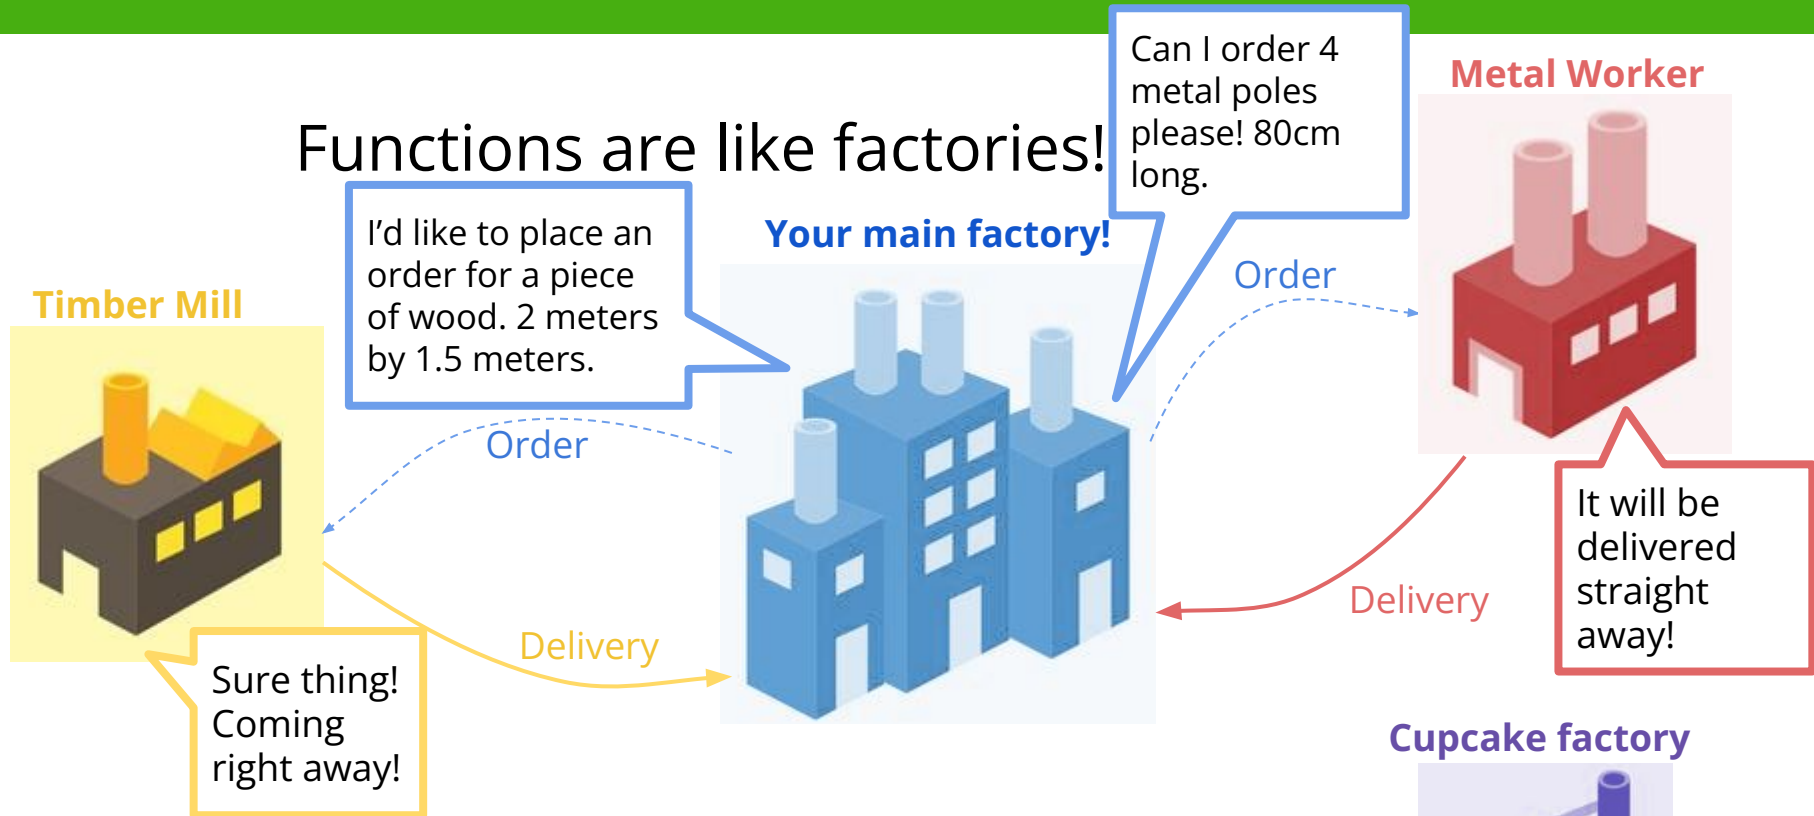 Functions are like factories!
Can I order 4
metal poles
please! 80cm
long.
Metal Worker
I’d like to place an
order for a piece
of wood. 2 meters
by 1.5 meters.
Your main factory!
Order
Timber Mill
Order
It will be
delivered
straight
away!
Delivery
Delivery
Sure thing!
Coming
right away!
Cupcake factory